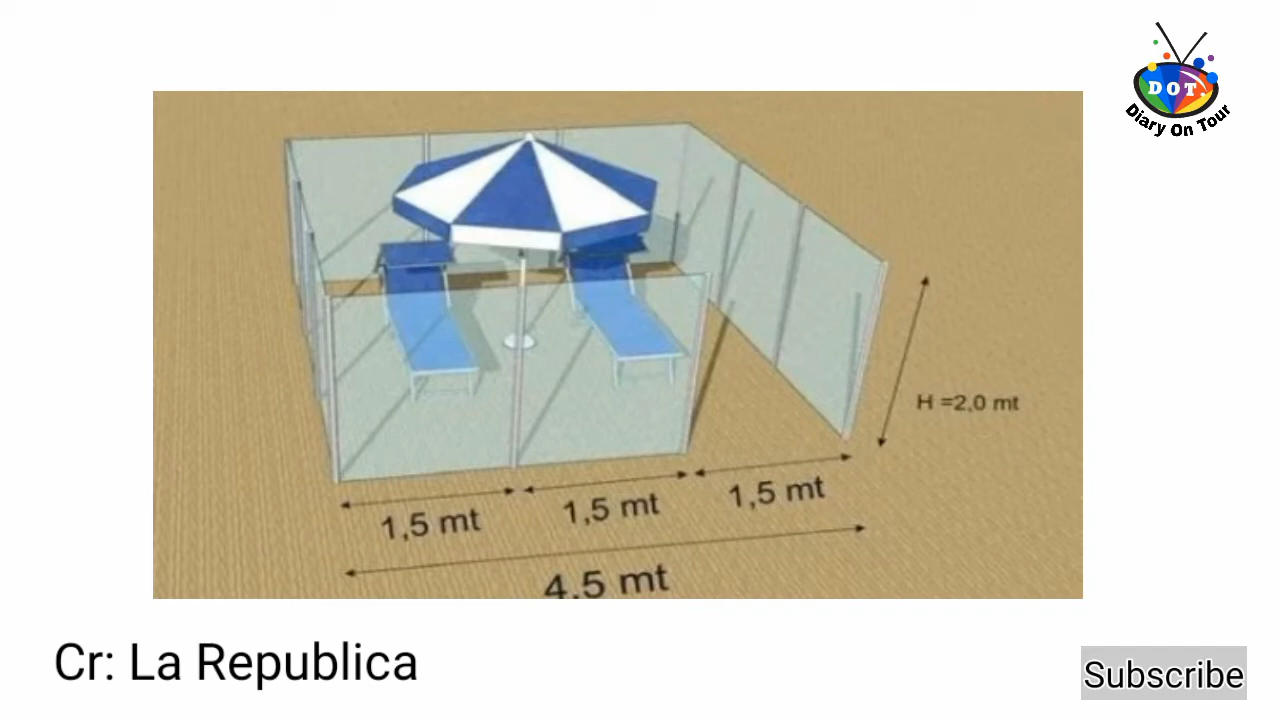 DOT.
Diary On Tour
H =2,0 mt
1,5 mt
1,5 mt
1,5 mt
4,5 mt
Cr: La Republica
Subscribe